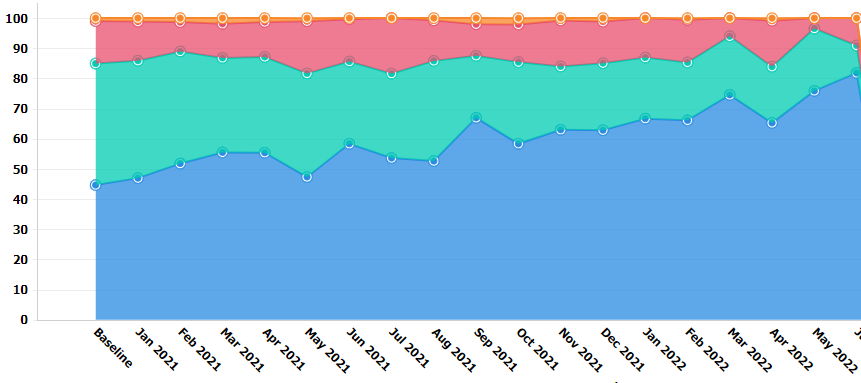 100
90
80
70
60
50
40
30
20
10
0
Baseline
Jan 2021
Feb 2021
Mar 2021
Apr 2021
May 2021
Jun 2021
Jul 2021
Aug 2021
Sep 2021
Oct 2021
Nov 2021
Dec 2021
Jan 2022
Feb 2022
Mar 2022
Apr 2022
May 2022